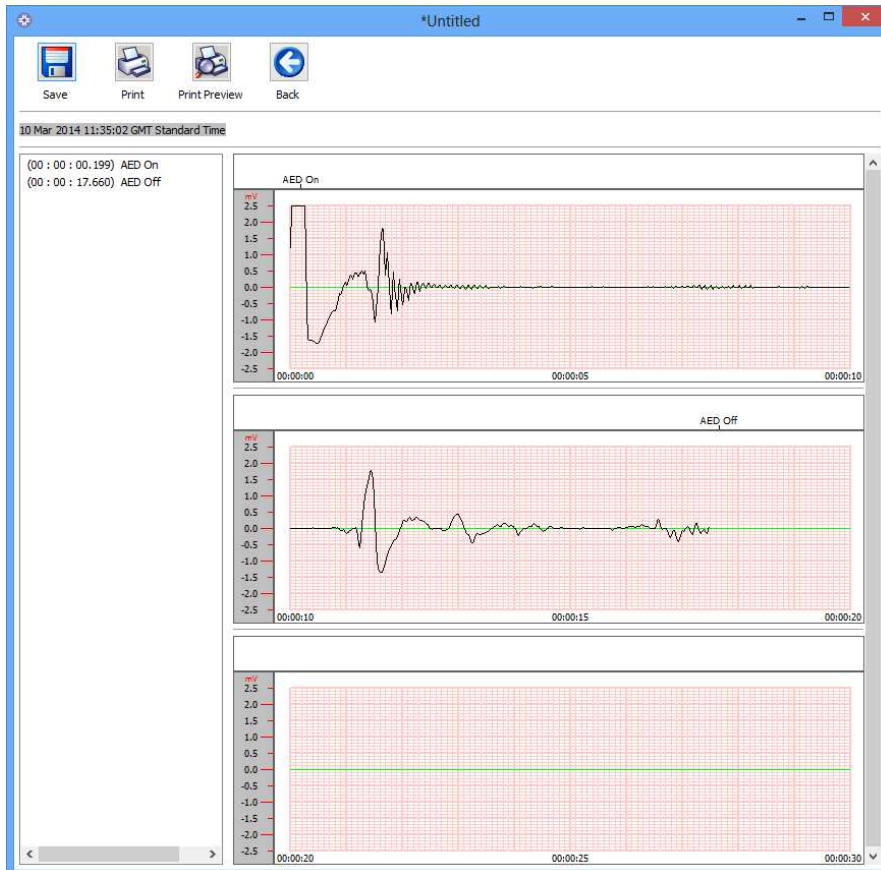 *Untitled
Save Print Print Preview Back
10 Mar 2014 11:35:02 GMT Standard Time
(00 : 00 : 00.199) AED On
(00 : 00 : 17.660) AED Off
AED On
mV
2.5
2.0
1.5
1.0
0.5
0.0
-0.5
-1.0
-1.5
-2.0
-2.5
00:00:00 00:00:05 00:00:10
AED Off
mV
2.5
2.0
1.5
1.0
0.5
0.0
-0.5
-1.0
-1.5
-2.0
-2.5
00:00:10 00:00:15 00:00:20
mV
2.5
2.0
1.5
1.0
0.5
0.0
-0.5
-1.0
-1.5
-2.0
-2.5
00:00:20 00:00:25 00:00:30